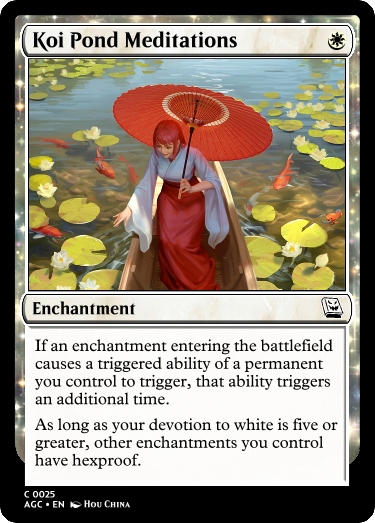 Koi Pond Meditations
Enchantment
If an enchantment entering the battlefield
causes a triggered ability of a permanent
you control to trigger, that ability triggers
an additional time.
As long as your devotion to white is five or
greater, other enchantments you control
have hexproof.
C 0025
AGC • EN Hou China